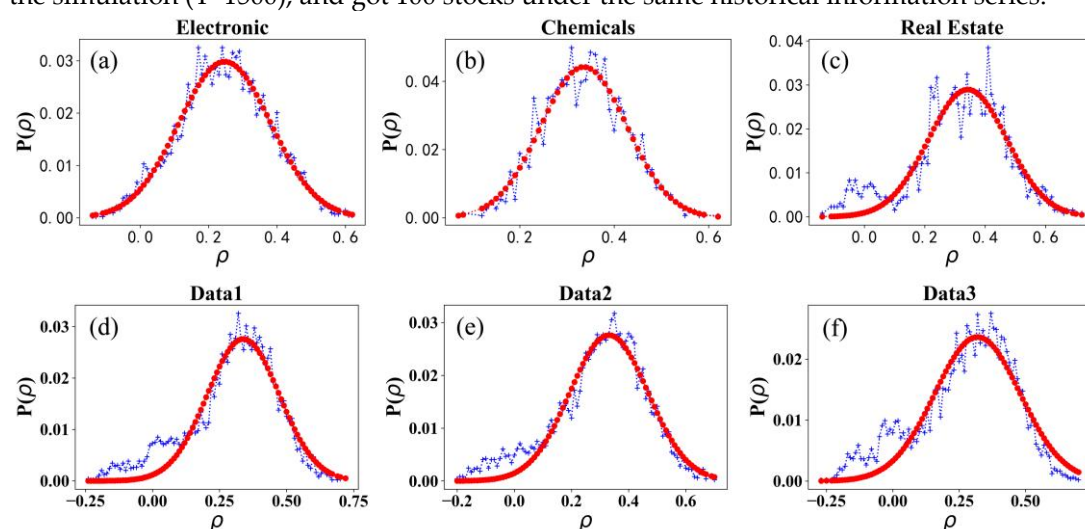 the simulation (T=1500), and got 100 stocks under the same historical information series.
Electronic Chemicals Real Estate
(a) (b) (c)
P(ρ) P(ρ) P(ρ)
0.03 0.04 0.04
0.02 0.02 0.03
0.01 0.00 0.02
0.00 0.01
0.00
0.0 0.2 0.4 0.6 0.2 0.4 0.6 0.0 0.2 0.4 0.6
ρ ρ ρ
Data1 Data2 Data3
(d) (e) (f)
P(ρ) P(ρ) P(ρ)
0.03 0.03 0.02
0.02 0.02 0.01
0.01 0.01 0.00
0.00 0.00
−0.25 0.00 0.25 0.50 0.75 −0.2 0.0 0.2 0.4 0.6 0.00 0.25 0.50
ρ ρ ρ